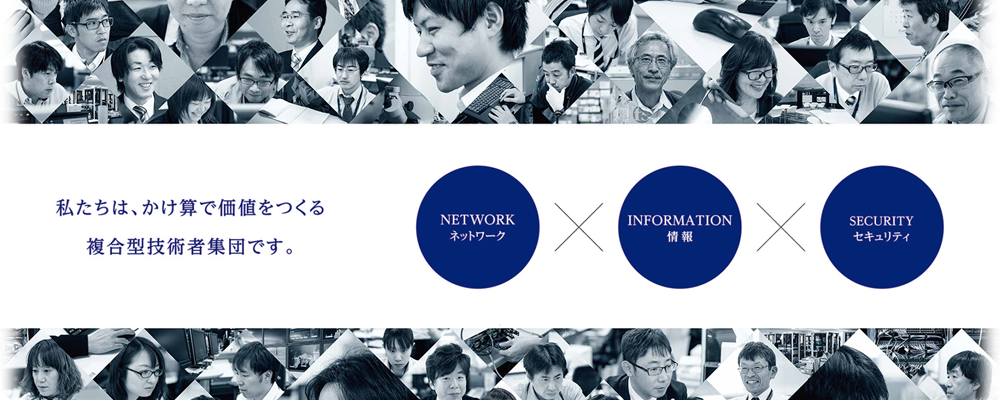 私たちは、かけ算で価値をつくる
複合型技術者集団です。
NETWORK
ネットワーク
INFORMATION
情報
SECURITY
セキュリティ